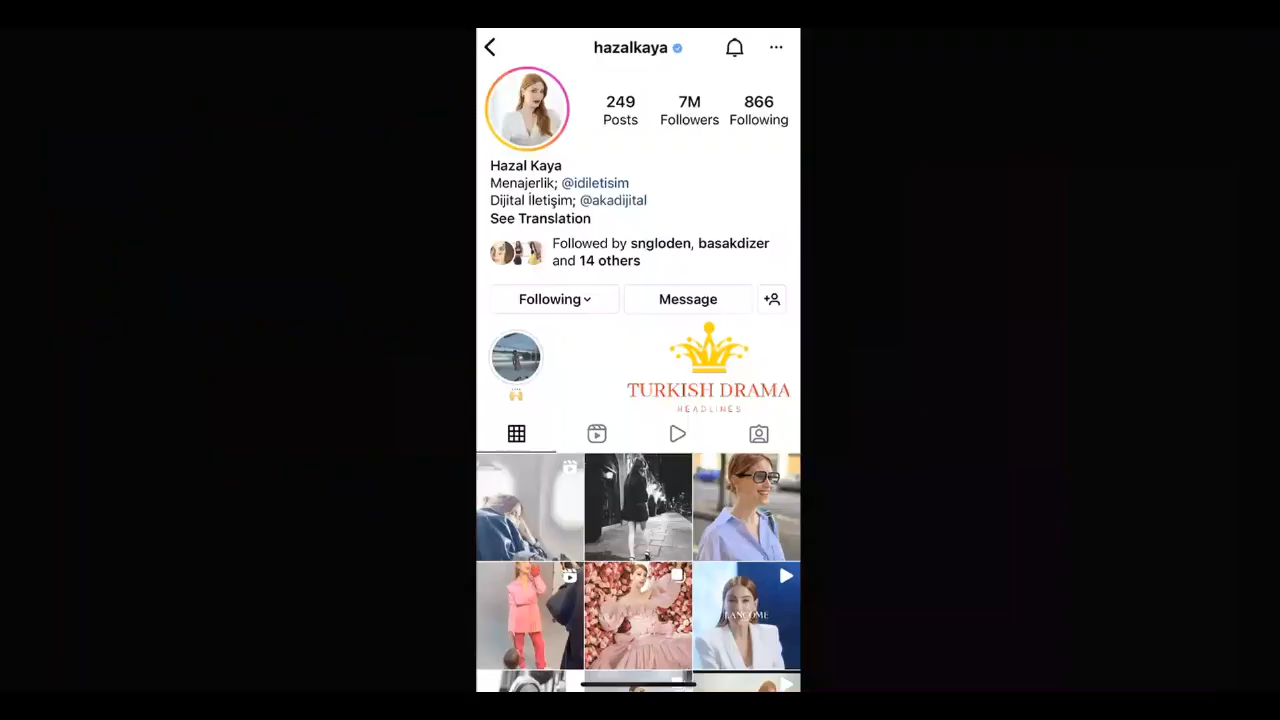 hazalkaya
249
7M
866
Posts
Followers
Following
Hazal Kaya
Menajerlik; @idiletisim
Dijital İletişim; @akadijital
See Translation
Followed by sngloden, basakdizer
and 14 others
Following
Message
TURKISH DRAMA
HEADLINES
LANCÔME